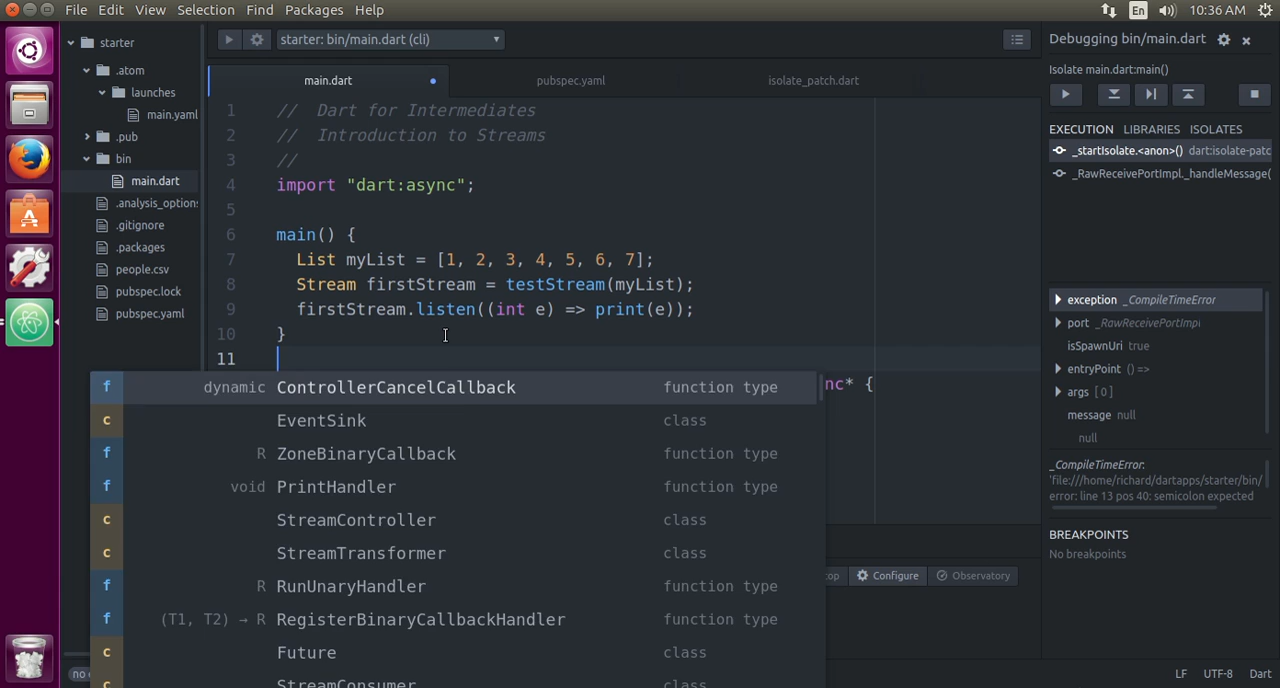 File Edit View Selection Find Packages Help
En 10:36 AM
starter
.atom
launches
main.yaml
.pub
bin
main.dart
.analysis_options
.gitignore
.packages
people.csv
pubspec.lock
pubspec.yaml
starter: bin/main.dart (cli)
main.dart pubspec.yaml isolate_patch.dart
1 // Dart for Intermediates
2 // Introduction to Streams
3 //
4 import "dart:async";
5
6 main() {
7 List myList = [1, 2, 3, 4, 5, 6, 7];
8 Stream firstStream = testStream(myList);
9 firstStream.listen((int e) => print(e));
10 }
11
nc* {
f dynamic ControllerCancelCallback function type
c EventSink class
f R ZoneBinaryCallback function type
f void PrintHandler function type
c StreamController class
c StreamTransformer class
f R RunUnaryHandler function type
f (T1, T2) → R RegisterBinaryCallbackHandler function type
c Future class
c StreamConsumer class
op Configure Observatory
no
LF UTF-8 Dart
Debugging bin/main.dart
Isolate main.dart:main()
EXECUTION LIBRARIES ISOLATES
_startIsolate.<anon>() dart:isolate-patc
_RawReceivePortImpl._handleMessage(
exception _CompileTimeError
port _RawReceivePortImpl
isSpawnUri true
entryPoint () =>
args [ 0 ]
message null
null
_CompileTimeError:
'file:///home/richard/dartapps/starter/bin/
error: line 13 pos 40: semicolon expected
BREAKPOINTS
No breakpoints